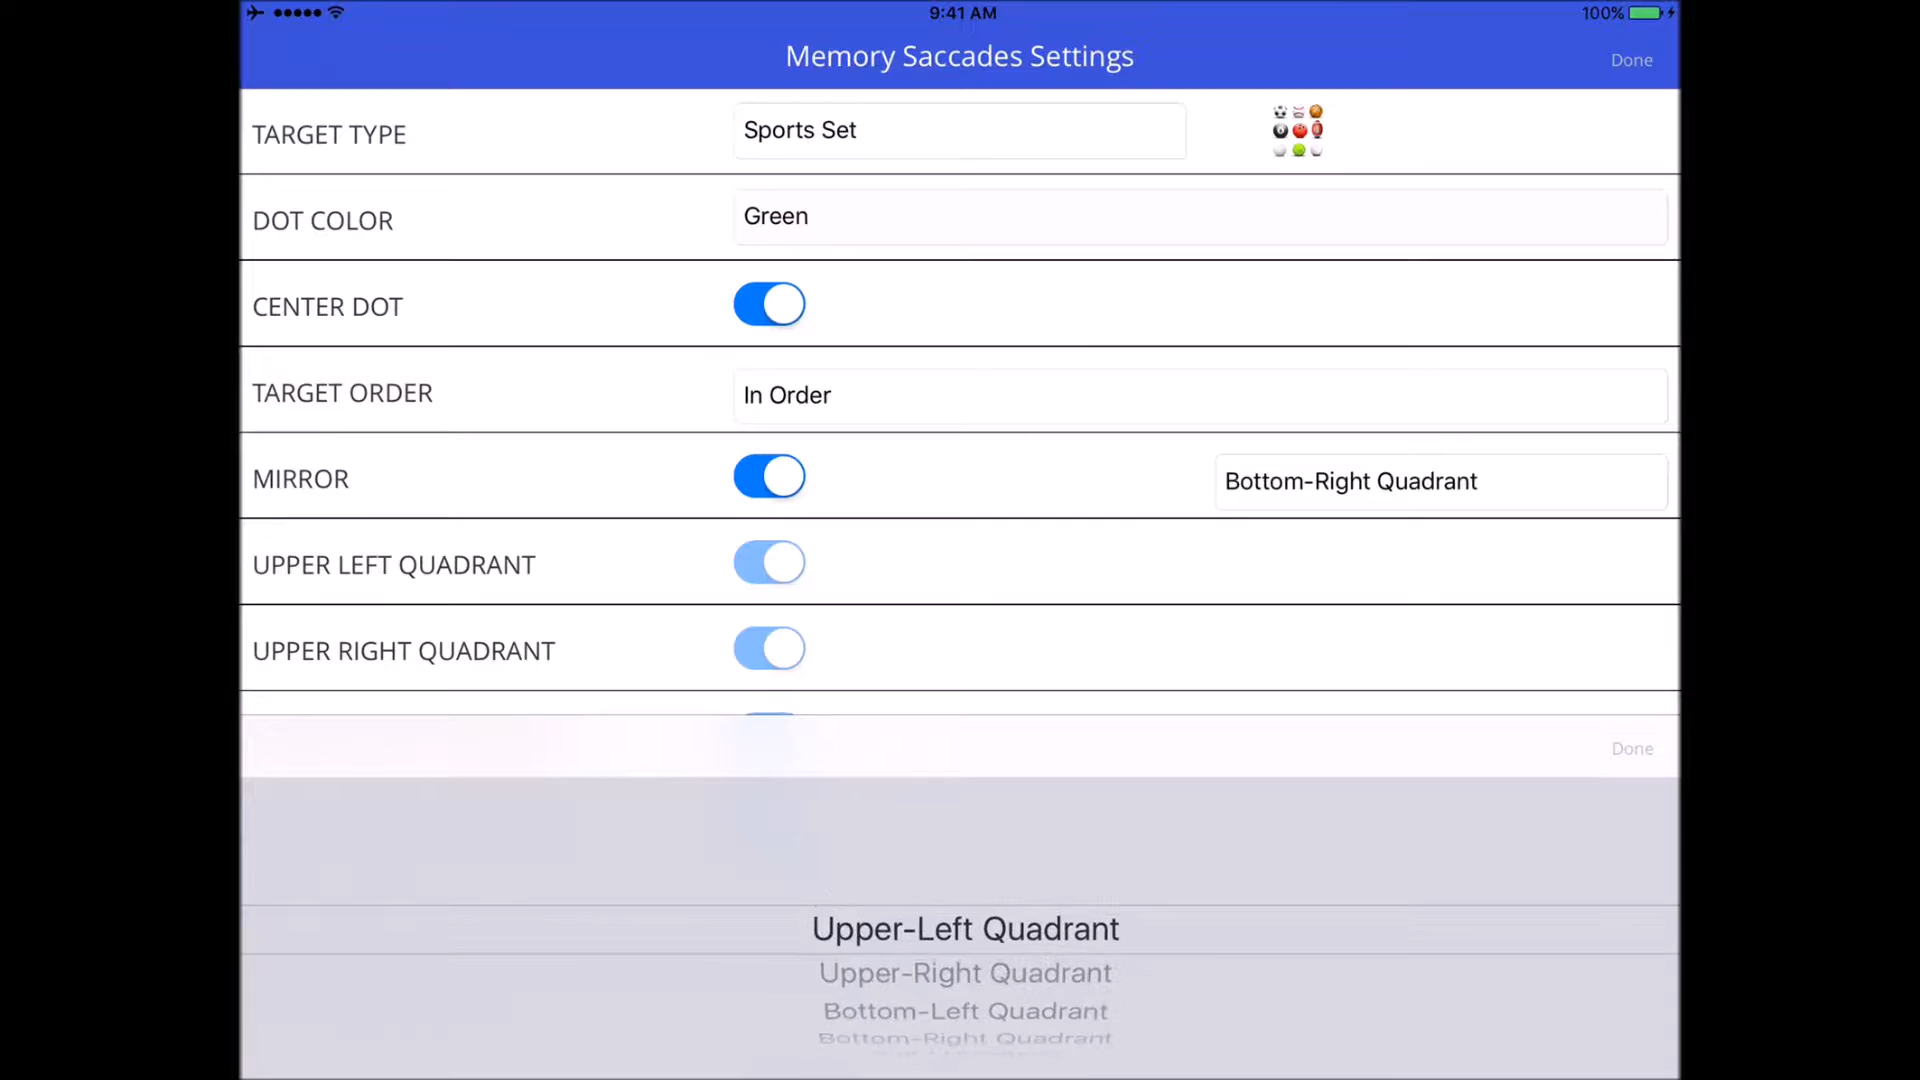 9:41 AM
100%
Memory Saccades Settings
Done
TARGET TYPE
Sports Set
DOT COLOR
Green
CENTER DOT
TARGET ORDER
In Order
MIRROR
Bottom-Right Quadrant
UPPER LEFT QUADRANT
UPPER RIGHT QUADRANT
Done
Upper-Left Quadrant
Upper-Right Quadrant
Bottom-Left Quadrant
Bottom-Right Quadrant